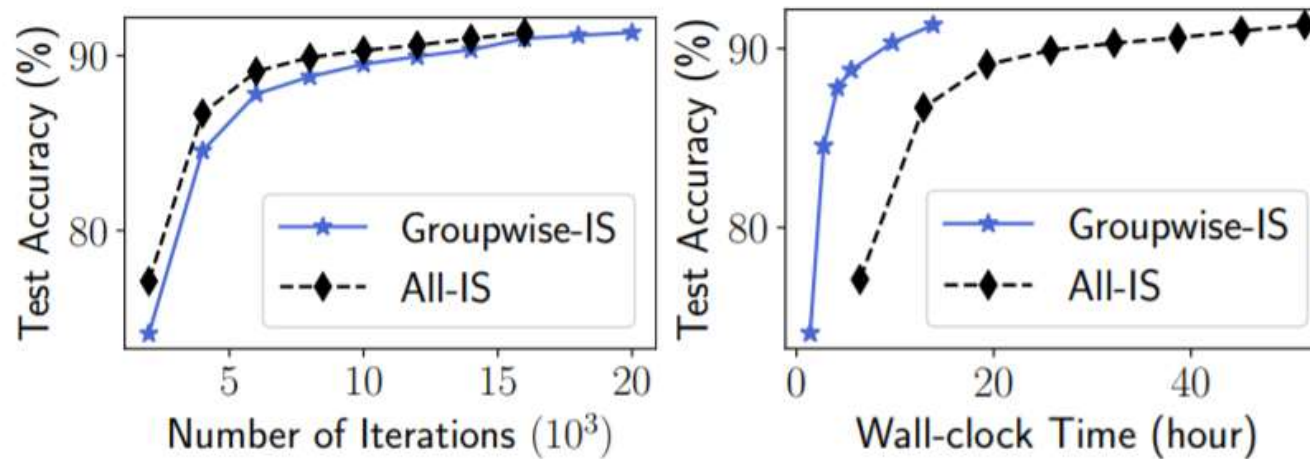 Test Accuracy (%)
90
80
Groupwise-IS
All-IS
5 10 15 20
Number of Iterations (10³)
Test Accuracy (%)
90
80
Groupwise-IS
All-IS
0 20 40
Wall-clock Time (hour)